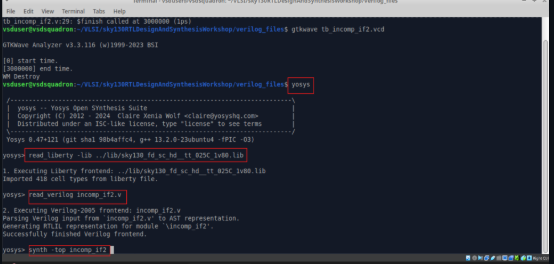 Terminal - vsduser@vsdsquadron: ~/VLSI/sky130RTLDesignAndSynthesisWorkshop/verilog_files
File Edit View Terminal Tabs Help
tb_incomp_if2.v:29: $finish called at 3000000 (1ps)
vsduser@vsdsquadron:~/VLSI/sky130RTLDesignAndSynthesisWorkshop/verilog_files$ gtkwave tb_incomp_if2.vcd
GTKWave Analyzer v3.3.116 (w)1999-2023 BSI
[0] start time.
[3000000] end time.
WM Destroy
vsduser@vsdsquadron:~/VLSI/sky130RTLDesignAndSynthesisWorkshop/verilog_files$ yosys
/----------------------------------------------------------------------------\
| yosys -- Yosys Open SYnthesis Suite |
| Copyright (C) 2012 - 2024 Claire Xenia Wolf <claire@yosyshq.com> |
| Distributed under an ISC-like license, type "license" to see terms |
\----------------------------------------------------------------------------/
Yosys 0.47+121 (git sha1 98b4affc4, g++ 13.2.0-23ubuntu4 -fPIC -O3)
yosys> read_liberty -lib ../lib/sky130_fd_sc_hd__tt_025C_1v80.lib
1. Executing Liberty frontend: ../lib/sky130_fd_sc_hd__tt_025C_1v80.lib
Imported 418 cell types from liberty file.
yosys> read_verilog incomp_if2.v
2. Executing Verilog-2005 frontend: incomp_if2.v
Parsing Verilog input from `incomp_if2.v' to AST representation.
Generating RTLIL representation for module `\incomp_if2'.
Successfully finished Verilog frontend.
yosys> synth -top incomp_if2
Right Ctrl